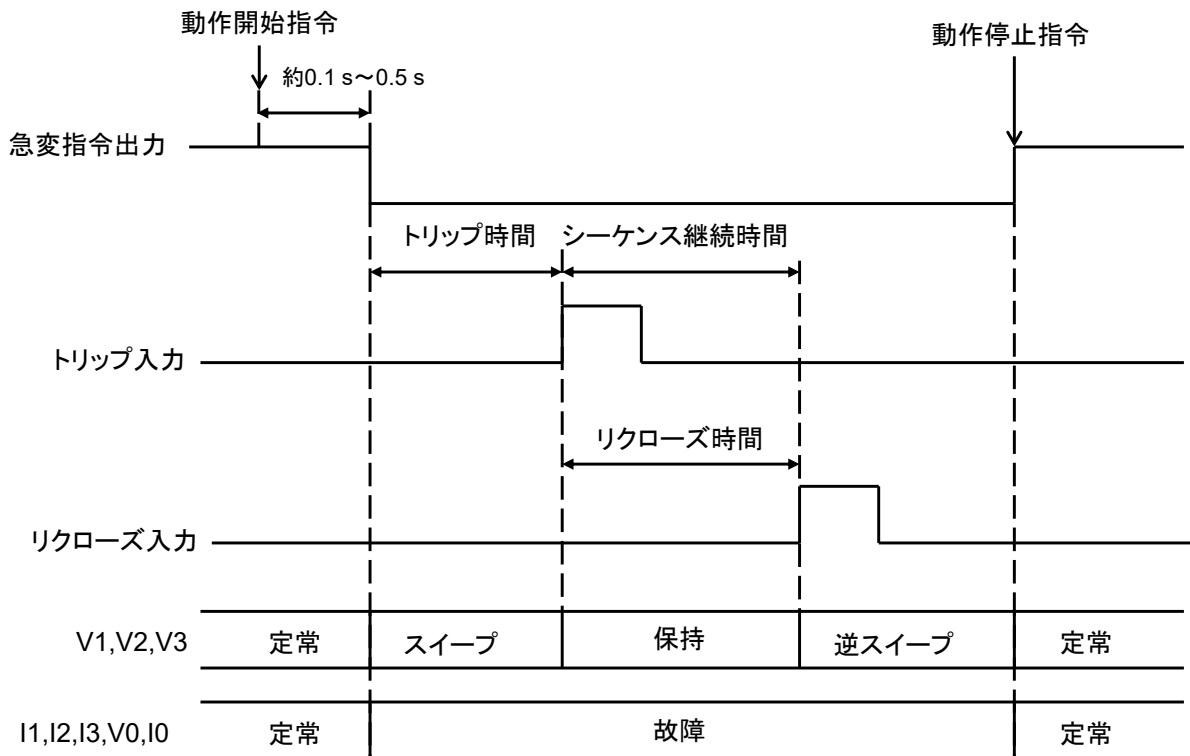 動作開始指令
動作停止指令
約0.1 s～0.5 s
急変指令出力
トリップ時間
シーケンス継続時間
トリップ入力
リクローズ時間
リクローズ入力
V1,V2,V3
定常
スイープ
保持
逆スイープ
定常
I1,I2,I3,V0,I0
定常
故障
定常